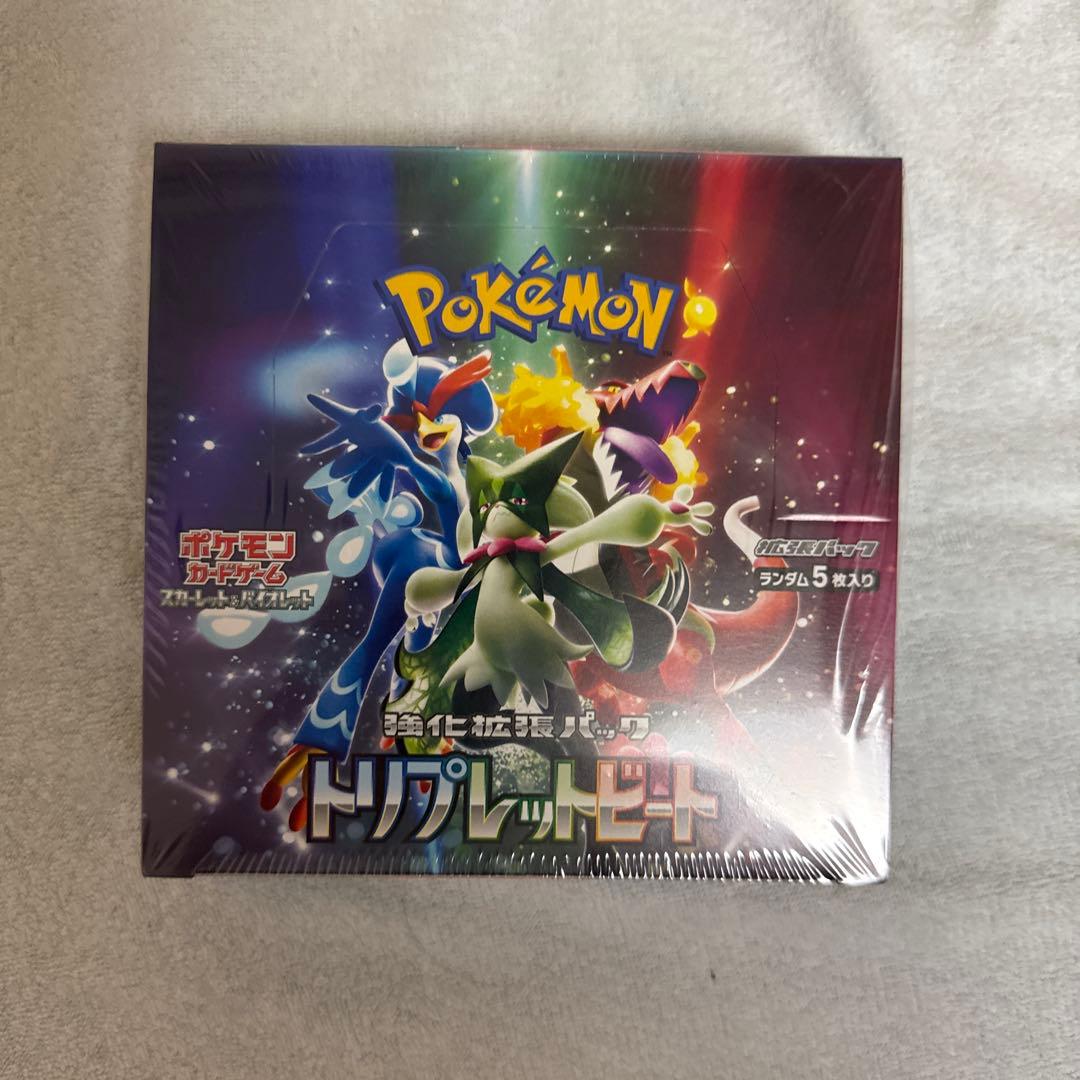 POKéMON
TM
ポケモン
カードゲーム
スカーレット&バイオレット
拡張パック
ランダム5枚入り
強化拡張パック
トリプレットビート